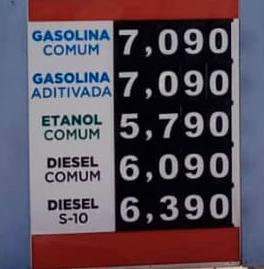 GASOLINA
COMUM 7,090
GASOLINA
ADITIVADA 7,090
ETANOL
COMUM 5,790
DIESEL
COMUM 6,090
DIESEL
S-10 6,390